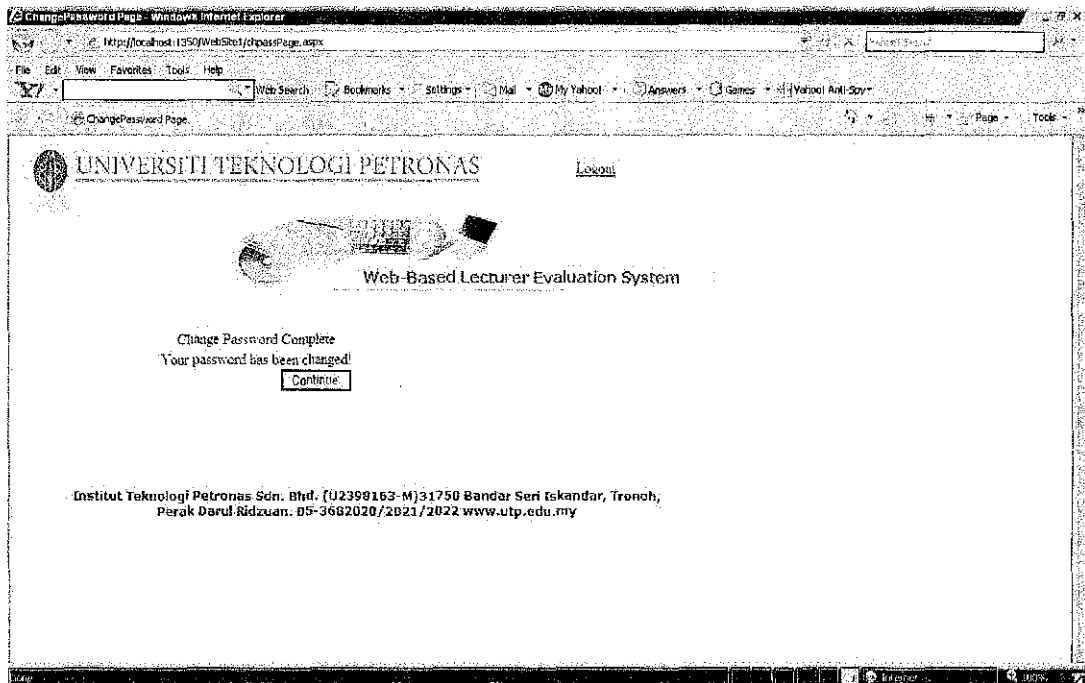 ChangePassword Page - Windows Internet Explorer
http://localhost:1350/WebSite1/chpassPage.aspx
File Edit View Favorites Tools Help
Y! Web Search Bookmarks Settings Mail My Yahoo! Answers Games Yahoo! Anti-Spy
ChangePassword Page Page Tools
UNIVERSITI TEKNOLOGI PETRONAS Logout
Web-Based Lecturer Evaluation System
Change Password Complete
Your password has been changed!
Continue
Institut Teknologi Petronas Sdn. Bhd. (U2398163-M)31750 Bandar Seri Iskandar, Tronoh,
Perak Darul Ridzuan. 05-3682020/2021/2022 www.utp.edu.my
Done Internet 100%